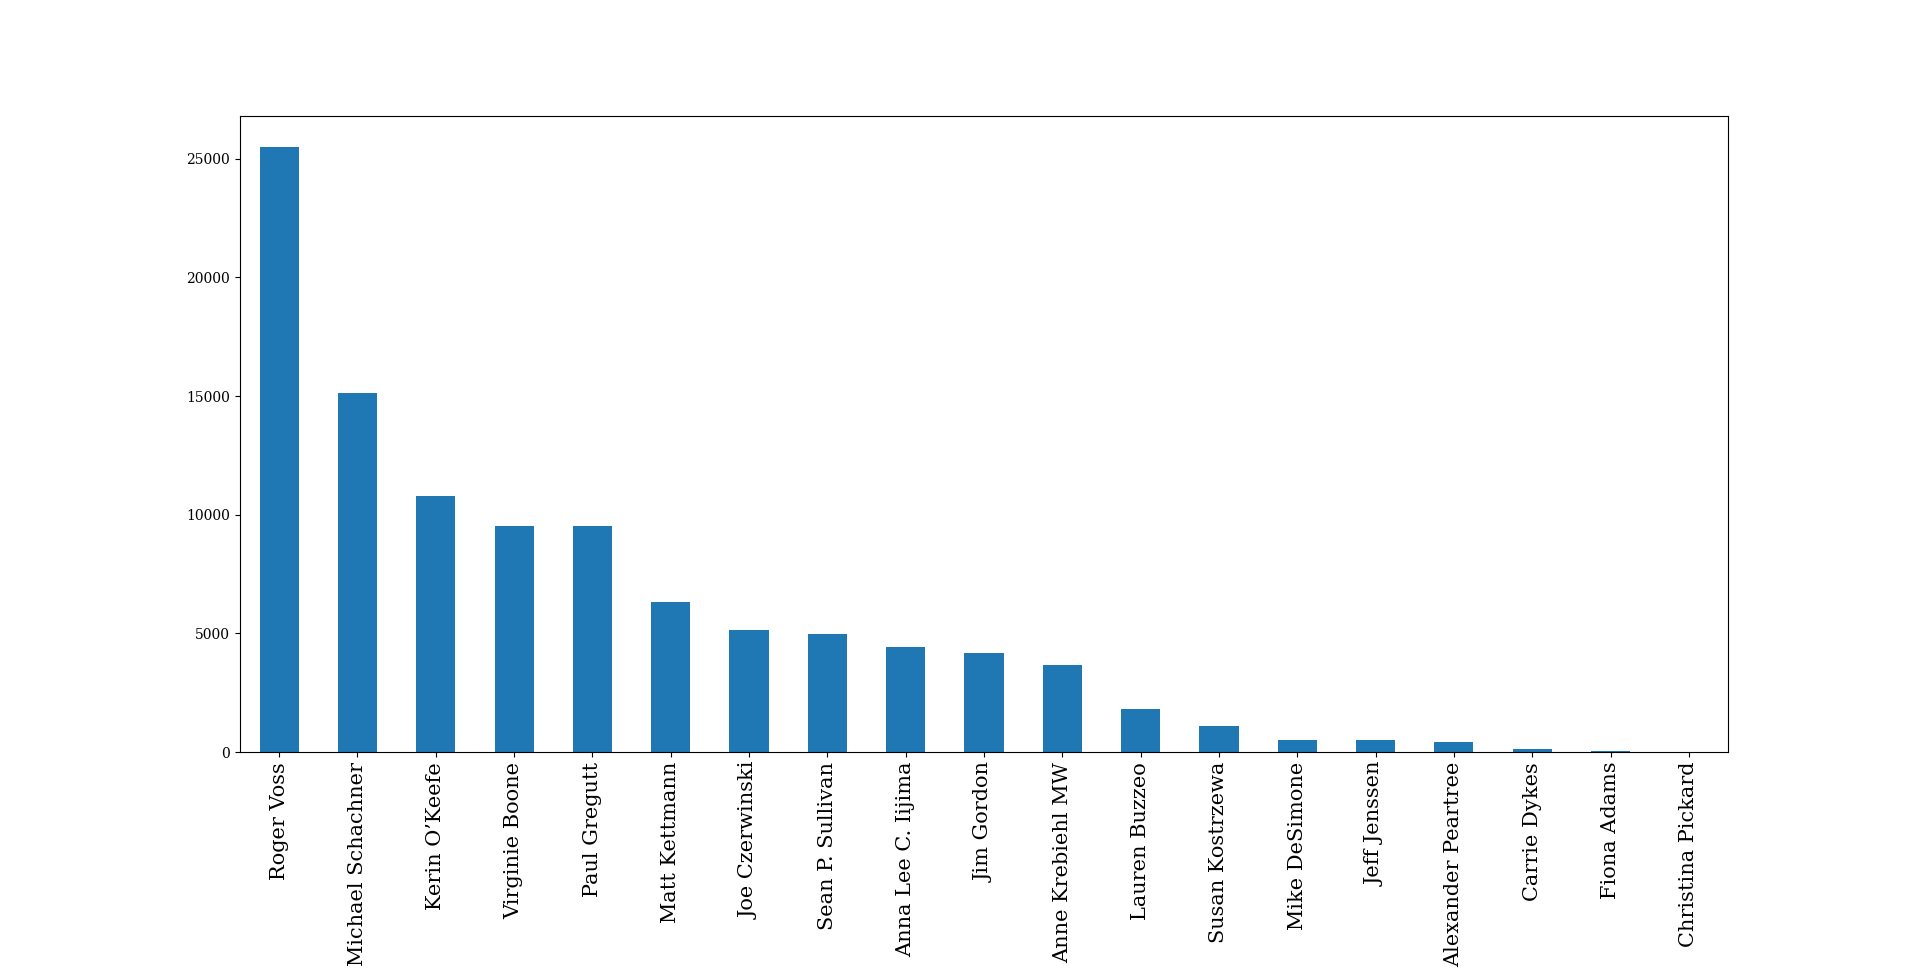 25000
20000
15000
10000
5000
0
Roger Voss
Michael Schachner
Kerin O’Keefe
Virginie Boone
Paul Gregutt
Matt Kettmann
Joe Czerwinski
Sean P. Sullivan
Anna Lee C. Iijima
Jim Gordon
Anne Krebiehl MW
Lauren Buzzeo
Susan Kostrzewa
Mike DeSimone
Jeff Jenssen
Alexander Peartree
Carrie Dykes
Fiona Adams
Christina Pickard